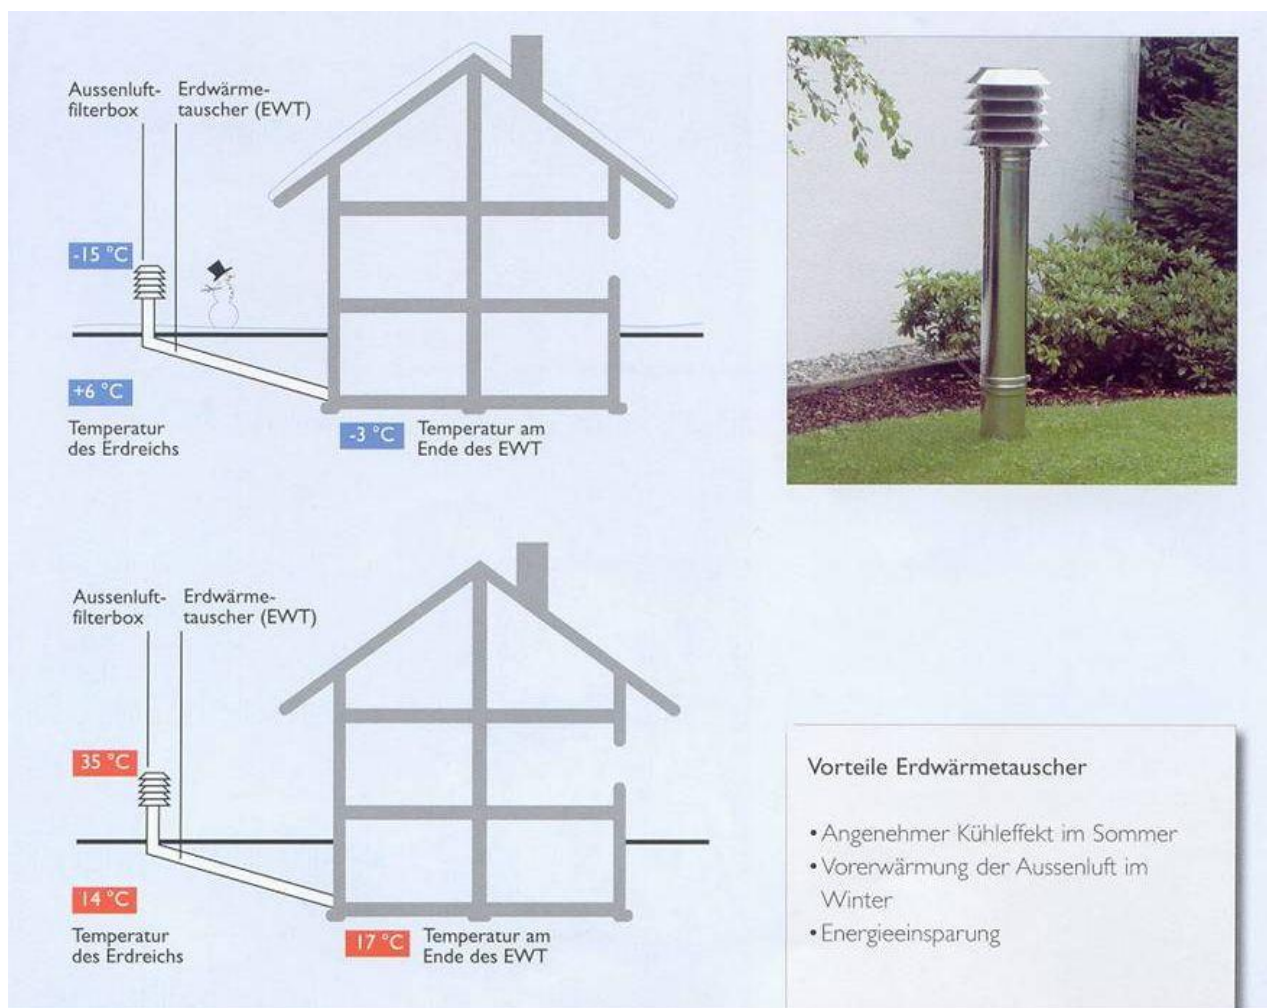 Aussenluft-
filterbox
Erdwärme-
tauscher (EWT)
-15 °C
+6 °C
Temperatur
des Erdreichs
-3 °C
Temperatur am
Ende des EWT
Aussenluft-
filterbox
Erdwärme-
tauscher (EWT)
35 °C
14 °C
Temperatur
des Erdreichs
17 °C
Temperatur am
Ende des EWT
Vorteile Erdwärmetauscher
• Angenehmer Kühleffekt im Sommer
• Vorerwärmung der Aussenluft im
Winter
• Energieeinsparung